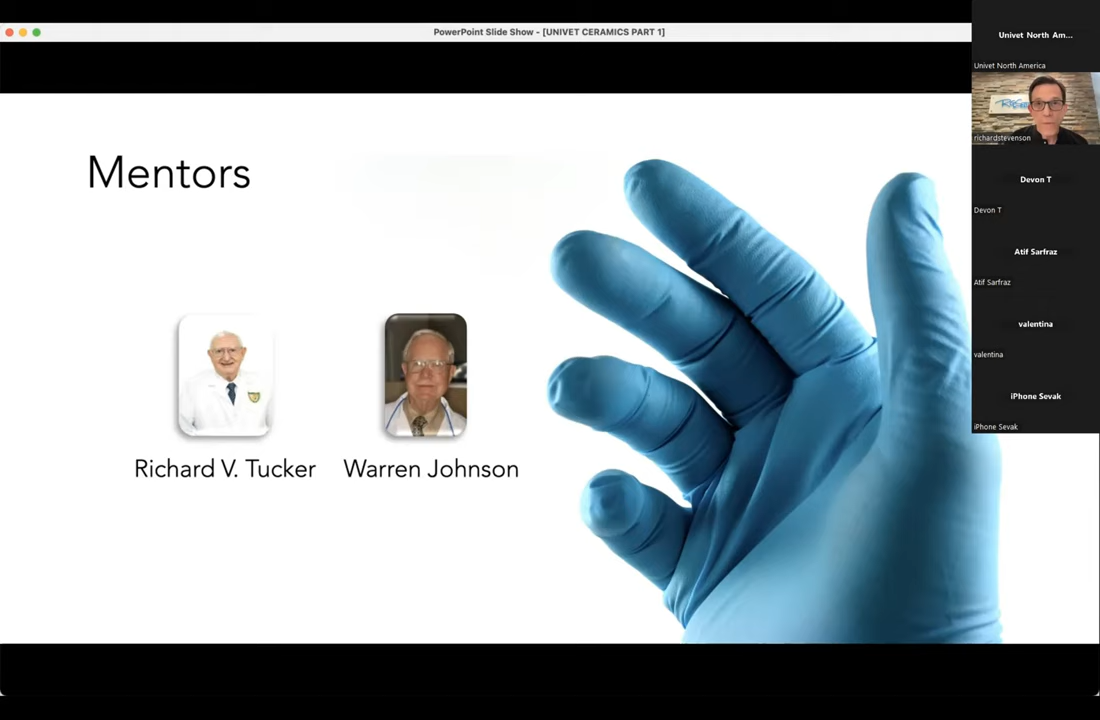 PowerPoint Slide Show - [UNIVET CERAMICS PART 1]
Mentors
Richard V. Tucker
Warren Johnson
Univet North Am...
Univet North America
richardstevenson
Devon T
Devon T
Atif Sarfraz
Atif Sarfraz
valentina
valentina
iPhone Sevak
iPhone Sevak